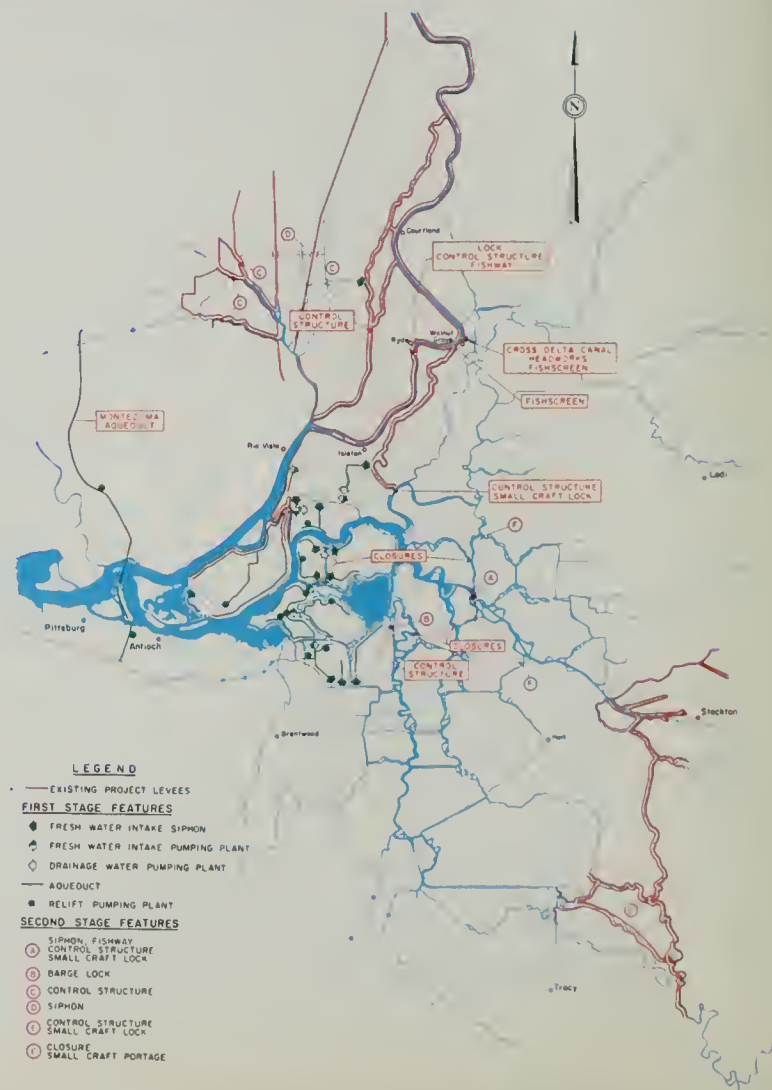 N
Courtland
LOCK
CONTROL STRUCTURE
FISHWAY
D
C
C
C
CONTROL
STRUCTURE
Ryde
Walnut
Grove
CROSS DELTA CANAL
HEADWORKS
FISHSCREEN
FISHSCREEN
MONTEZUMA
AQUEDUCT
Rio Vista
Isleton
Lodi
CONTROL STRUCTURE
SMALL CRAFT LOCK
CLOSURES
A
B
CLOSURES
CONTROL
STRUCTURE
Pittsburg
Antioch
Stockton
Brentwood
Holt
Tracy
LEGEND
EXISTING PROJECT LEVEES
FIRST STAGE FEATURES
FRESH WATER INTAKE SIPHON
FRESH WATER INTAKE PUMPING PLANT
DRAINAGE WATER PUMPING PLANT
AQUEDUCT
RELIFT PUMPING PLANT
SECOND STAGE FEATURES
A SIPHON, FISHWAY
CONTROL STRUCTURE
SMALL CRAFT LOCK
B BARGE LOCK
C CONTROL STRUCTURE
D SIPHON
CONTROL STRUCTURE
SMALL CRAFT LOCK
CLOSURE
SMALL CRAFT PORTAGE